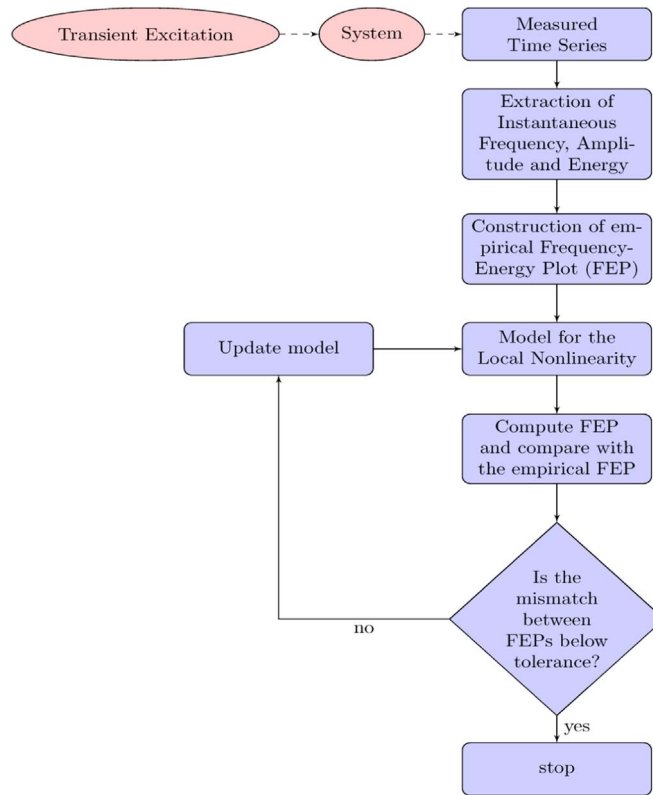 Transient Excitation
System
Measured
Time Series
Extraction of
Instantaneous
Frequency, Ampli-
tude and Energy
Construction of em-
pirical Frequency-
Energy Plot (FEP)
Update model
Model for the
Local Nonlinearity
Compute FEP
and compare with
the empirical FEP
Is the
mismatch
between
FEPs below
tolerance?
no
yes
stop